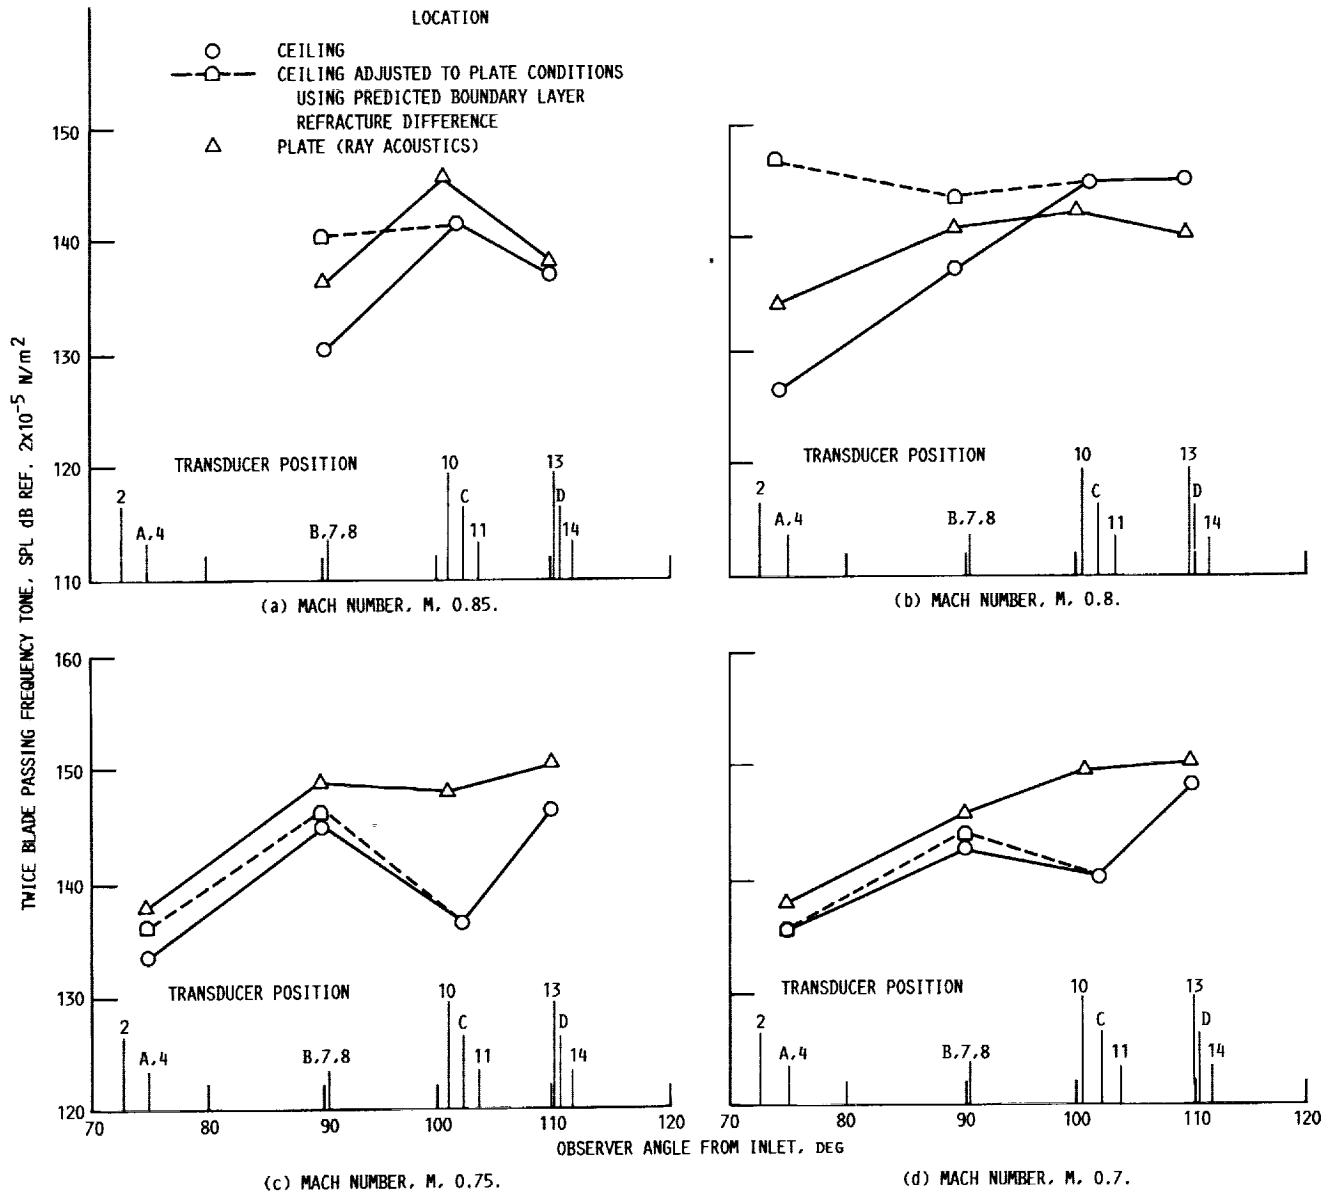 LOCATION
CEILING
CEILING ADJUSTED TO PLATE CONDITIONS
USING PREDICTED BOUNDARY LAYER
REFRACTURE DIFFERENCE
PLATE (RAY ACOUSTICS)
TWICE BLADE PASSING FREQUENCY TONE, SPL dB REF. 2x10⁻⁵ N/m²
150
140
130
120
110
TRANSDUCER POSITION
2
A,4
B,7,8
10
C
11
13
D
14
(a) MACH NUMBER, M, 0.85.
TRANSDUCER POSITION
2
A,4
B,7,8
10
C
11
13
D
14
(b) MACH NUMBER, M, 0.8.
160
150
140
130
120
TRANSDUCER POSITION
2
A,4
B,7,8
10
C
11
13
D
14
70
80
90
100
110
120
(c) MACH NUMBER, M, 0.75.
TRANSDUCER POSITION
2
A,4
B,7,8
10
C
11
13
D
14
70
80
90
100
110
120
OBSERVER ANGLE FROM INLET, DEG
(d) MACH NUMBER, M, 0.7.